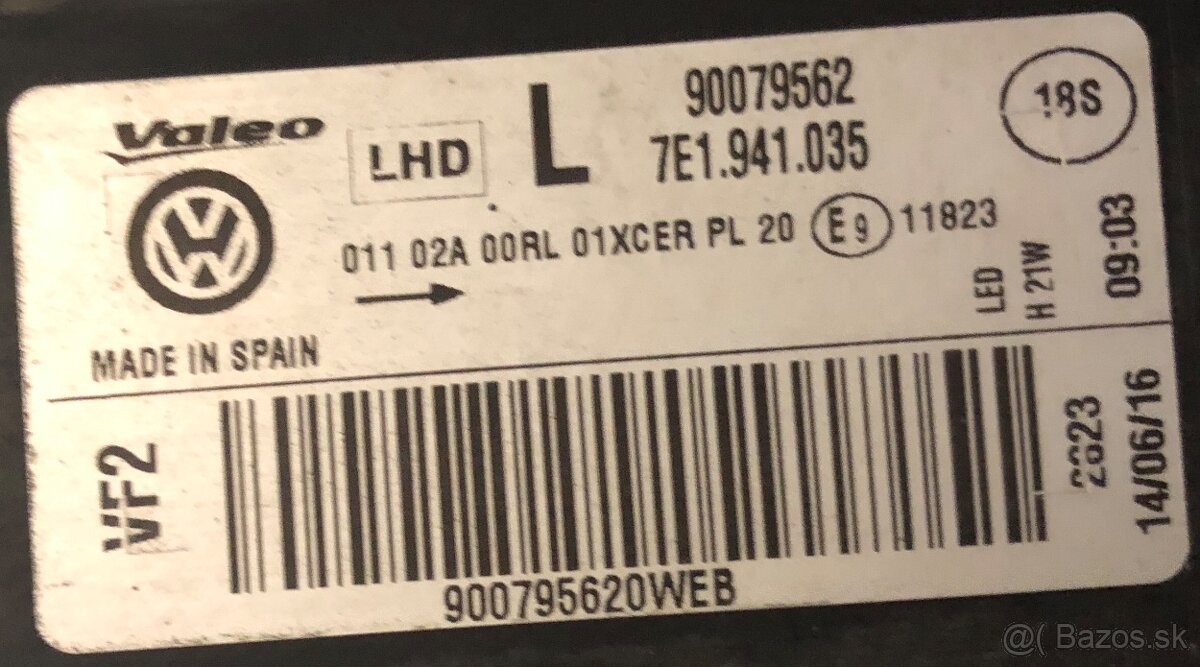 Valeo
LHD
L
90079562
7E1.941.035
18S
011 02A 00RL 01XCER PL 20 E9 11823
LED
H 21W
09:03
MADE IN SPAIN
VF2
2623
14/06/16
900795620WEB
@( Bazos.sk